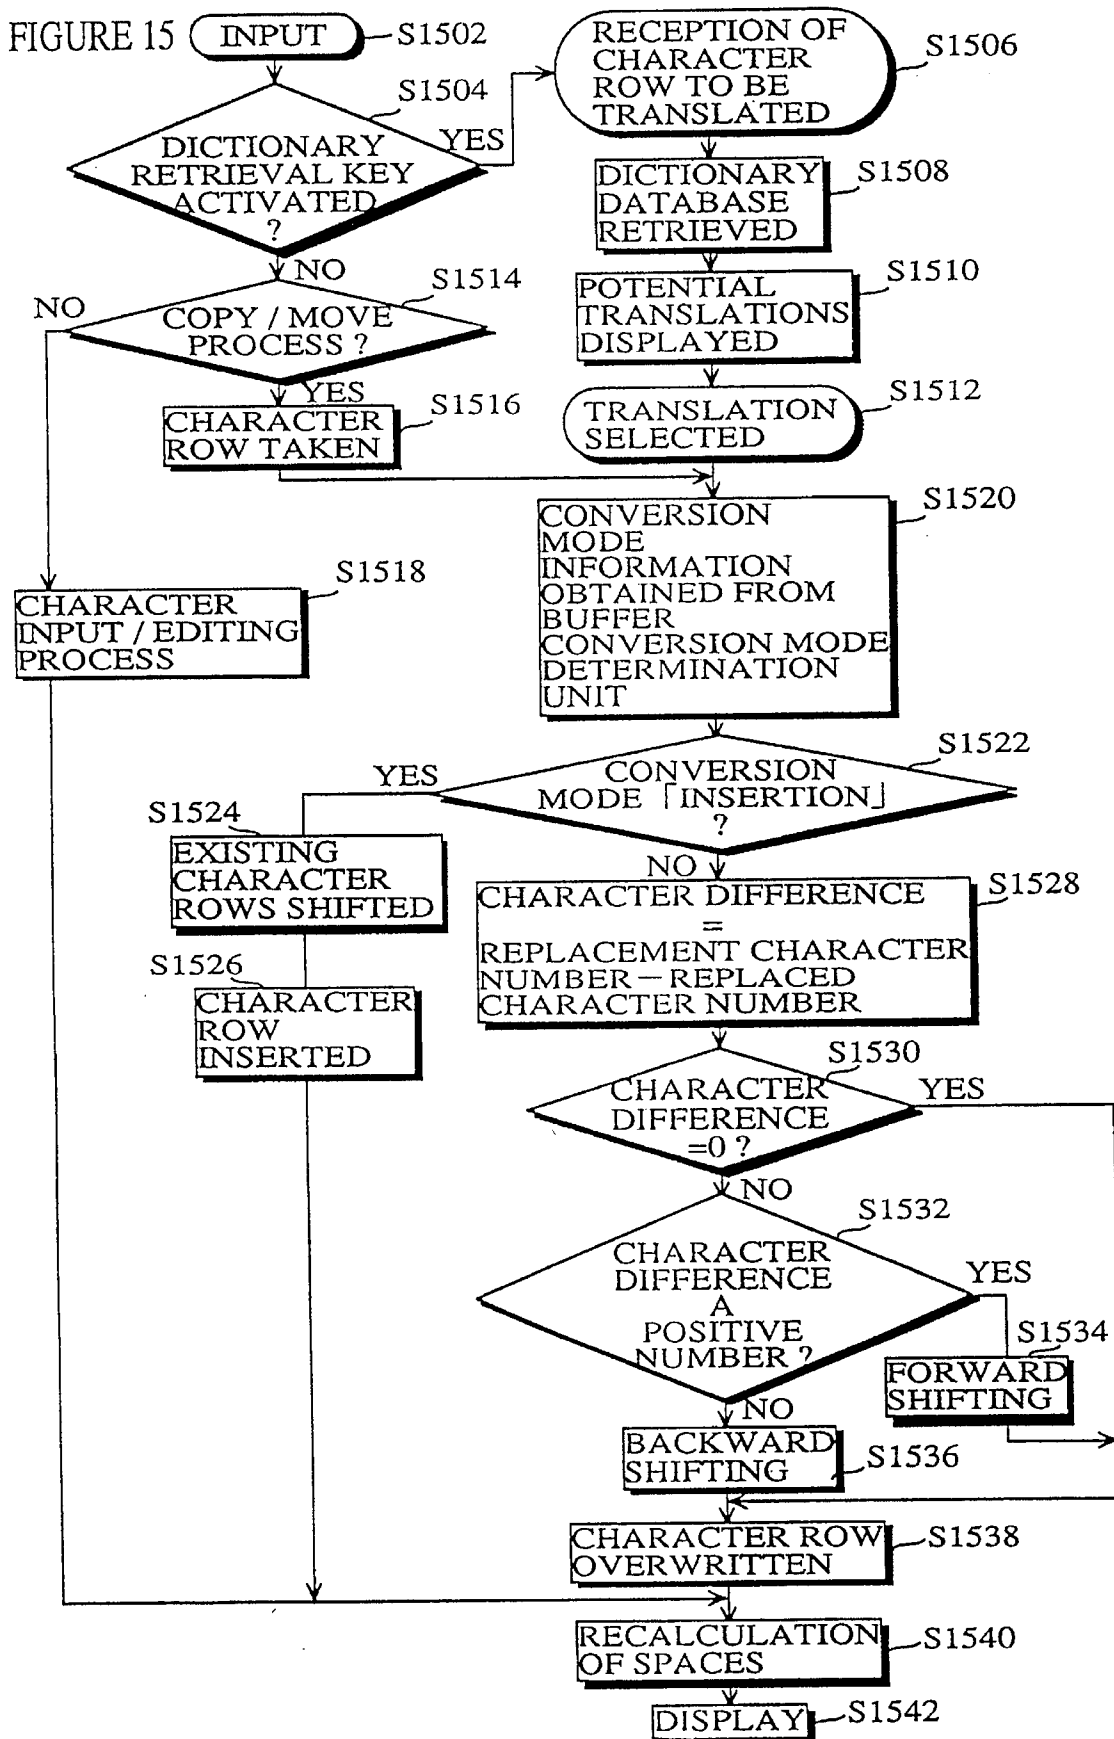 FIGURE 15
INPUT
S1502
S1504
DICTIONARY
RETRIEVAL KEY
ACTIVATED
?
YES
NO
RECEPTION OF
CHARACTER
ROW TO BE
TRANSLATED
S1506
DICTIONARY
DATABASE
RETRIEVED
S1508
POTENTIAL
TRANSLATIONS
DISPLAYED
S1510
TRANSLATION
SELECTED
S1512
S1514
NO
COPY / MOVE
PROCESS ?
YES
CHARACTER
ROW TAKEN
S1516
S1518
CHARACTER
INPUT / EDITING
PROCESS
CONVERSION
MODE
INFORMATION
OBTAINED FROM
BUFFER
CONVERSION MODE
DETERMINATION
UNIT
S1520
S1522
YES
CONVERSION
MODE「INSERTION」
?
NO
S1524
EXISTING
CHARACTER
ROWS SHIFTED
S1526
CHARACTER
ROW
INSERTED
CHARACTER DIFFERENCE
=
REPLACEMENT CHARACTER
NUMBER－REPLACED
CHARACTER NUMBER
S1528
S1530
CHARACTER
DIFFERENCE
=0 ?
YES
NO
S1532
CHARACTER
DIFFERENCE
A
POSITIVE
NUMBER ?
YES
NO
S1534
FORWARD
SHIFTING
BACKWARD
SHIFTING
S1536
CHARACTER ROW
OVERWRITTEN
S1538
RECALCULATION
OF SPACES
S1540
DISPLAY
S1542